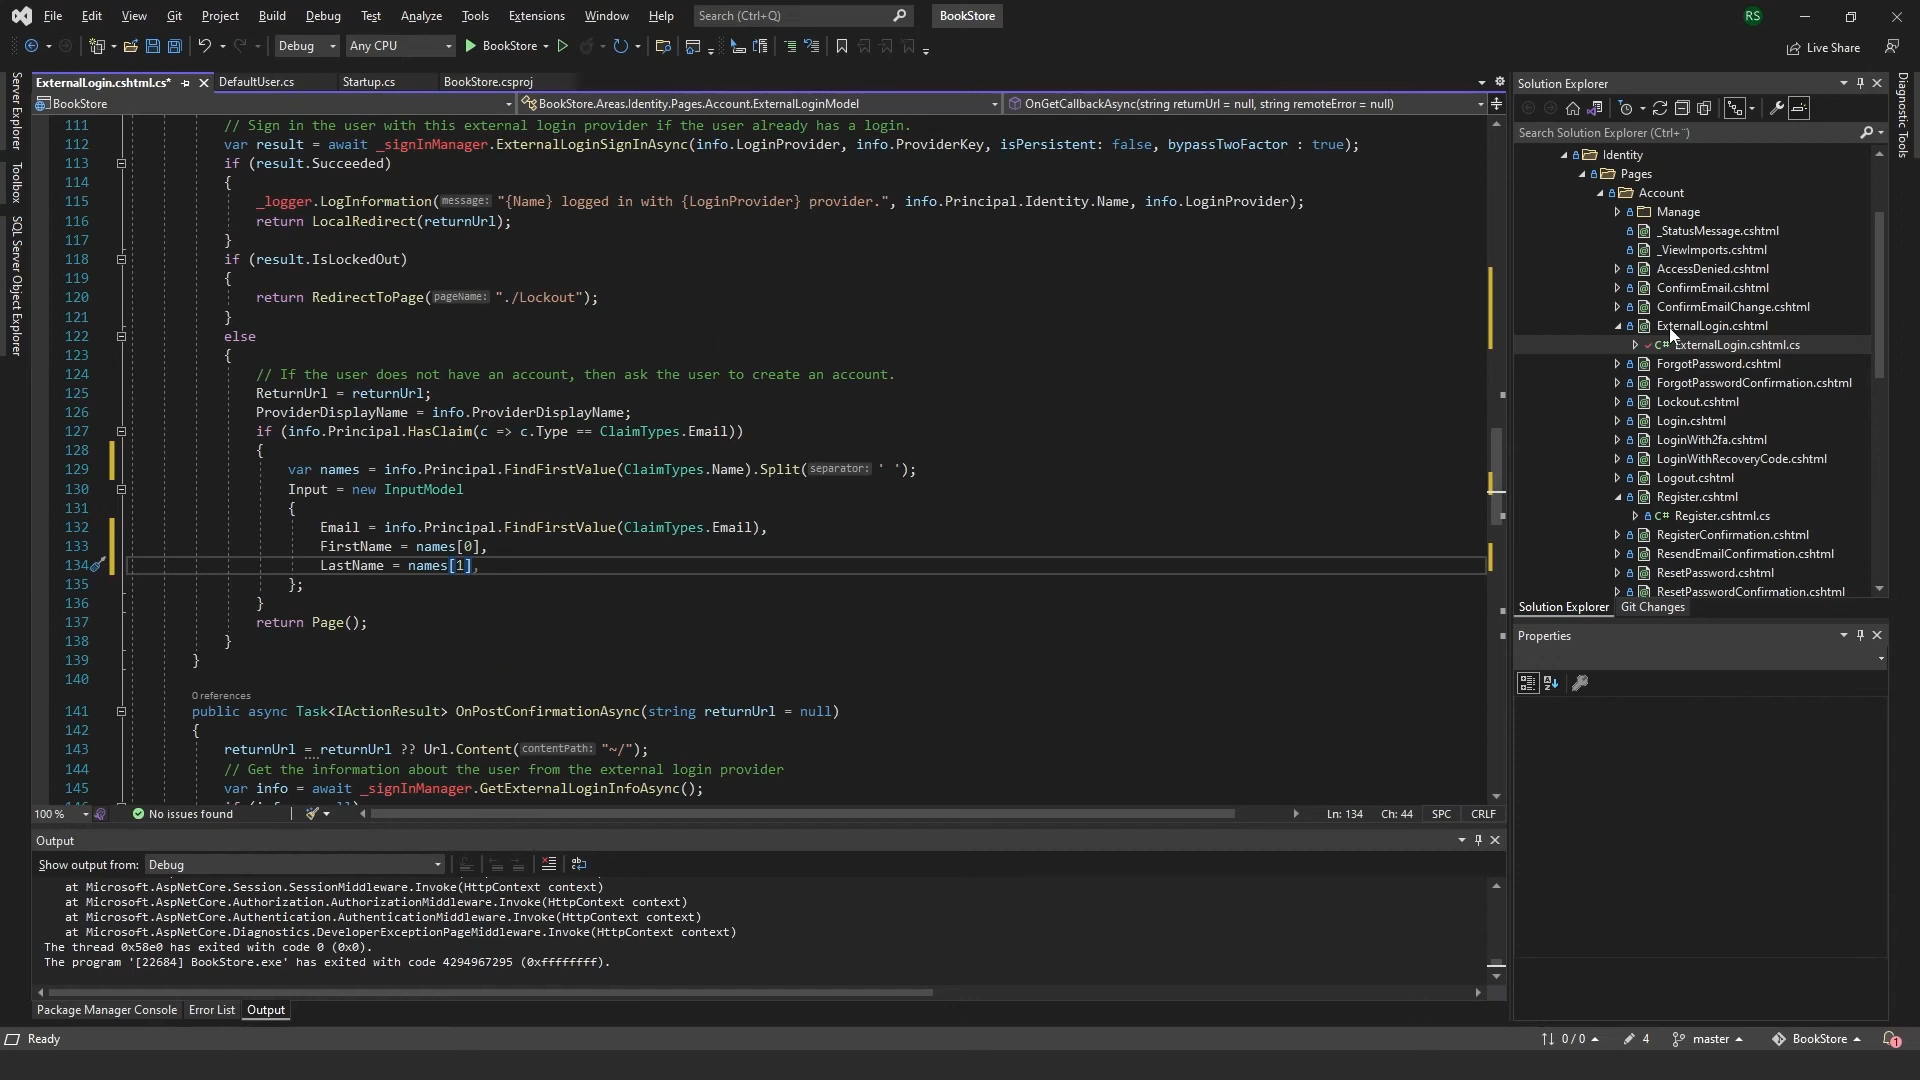 File Edit View Git Project Build Debug Test Analyze Tools Extensions Window Help Search (Ctrl+Q) BookStore RS
Debug Any CPU BookStore Live Share
ExternalLogin.cshtml.cs* DefaultUser.cs Startup.cs BookStore.csproj
BookStore BookStore.Areas.Identity.Pages.Account.ExternalLoginModel OnGetCallbackAsync(string returnUrl = null, string remoteError = null)
Server Explorer
Toolbox
SQL Server Object Explorer
111 // Sign in the user with this external login provider if the user already has a login.
112 var result = await _signInManager.ExternalLoginSignInAsync(info.LoginProvider, info.ProviderKey, isPersistent: false, bypassTwoFactor : true);
113 if (result.Succeeded)
114 {
115 _logger.LogInformation(message: "{Name} logged in with {LoginProvider} provider.", info.Principal.Identity.Name, info.LoginProvider);
116 return LocalRedirect(returnUrl);
117 }
118 if (result.IsLockedOut)
119 {
120 return RedirectToPage(pageName: "./Lockout");
121 }
122 else
123 {
124 // If the user does not have an account, then ask the user to create an account.
125 ReturnUrl = returnUrl;
126 ProviderDisplayName = info.ProviderDisplayName;
127 if (info.Principal.HasClaim(c => c.Type == ClaimTypes.Email))
128 {
129 var names = info.Principal.FindFirstValue(ClaimTypes.Name).Split(separator: ' ');
130 Input = new InputModel
131 {
132 Email = info.Principal.FindFirstValue(ClaimTypes.Email),
133 FirstName = names[0],
134 LastName = names[1],
135 };
136 }
137 return Page();
138 }
139 }
140
0 references
141 public async Task<IActionResult> OnPostConfirmationAsync(string returnUrl = null)
142 {
143 returnUrl = returnUrl ?? Url.Content(contentPath: "~/");
144 // Get the information about the user from the external login provider
145 var info = await _signInManager.GetExternalLoginInfoAsync();
100 % No issues found Ln: 134 Ch: 44 SPC CRLF
Output
Show output from: Debug
at Microsoft.AspNetCore.Session.SessionMiddleware.Invoke(HttpContext context)
at Microsoft.AspNetCore.Authorization.AuthorizationMiddleware.Invoke(HttpContext context)
at Microsoft.AspNetCore.Authentication.AuthenticationMiddleware.Invoke(HttpContext context)
at Microsoft.AspNetCore.Diagnostics.DeveloperExceptionPageMiddleware.Invoke(HttpContext context)
The thread 0x58e0 has exited with code 0 (0x0).
The program '[22684] BookStore.exe' has exited with code 4294967295 (0xffffffff).
Package Manager Console Error List Output
Solution Explorer
Search Solution Explorer (Ctrl+¨)
Identity
Pages
Account
Manage
_StatusMessage.cshtml
_ViewImports.cshtml
AccessDenied.cshtml
ConfirmEmail.cshtml
ConfirmEmailChange.cshtml
ExternalLogin.cshtml
C# ExternalLogin.cshtml.cs
ForgotPassword.cshtml
ForgotPasswordConfirmation.cshtml
Lockout.cshtml
Login.cshtml
LoginWith2fa.cshtml
LoginWithRecoveryCode.cshtml
Logout.cshtml
Register.cshtml
C# Register.cshtml.cs
RegisterConfirmation.cshtml
ResendEmailConfirmation.cshtml
ResetPassword.cshtml
ResetPasswordConfirmation.cshtml
Solution Explorer Git Changes
Properties
Diagnostic Tools
Ready 0 / 0 4 master BookStore 1